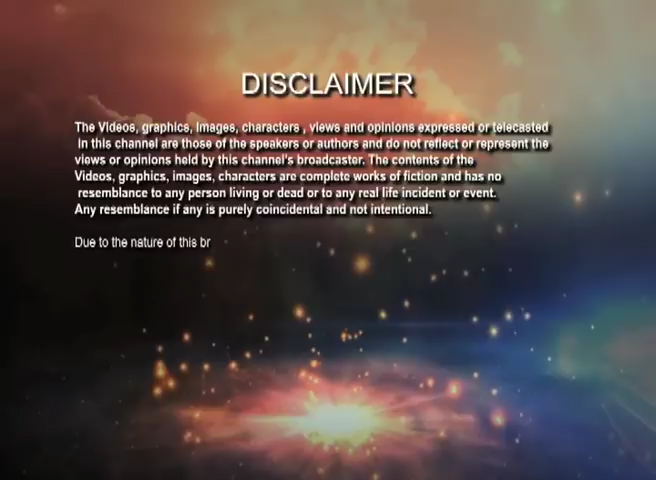 DISCLAIMER
The Videos, graphics, images, characters , views and opinions expressed or telecasted
in this channel are those of the speakers or authors and do not reflect or represent the
views or opinions held by this channel's broadcaster. The contents of the
Videos, graphics, images, characters are complete works of fiction and has no
resemblance to any person living or dead or to any real life incident or event.
Any resemblance if any is purely coincidental and not intentional.
Due to the nature of this br